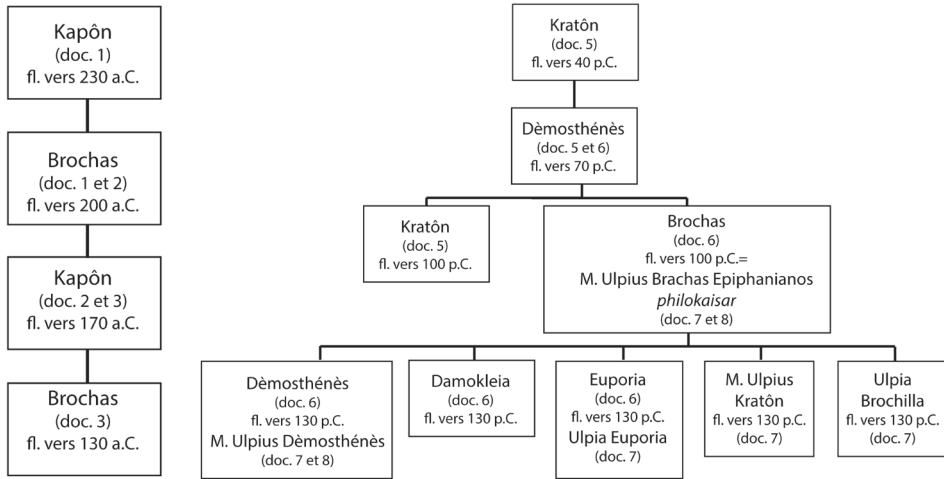 Kapôn
(doc. 1)
fl. vers 230 a.C.
Brochas
(doc. 1 et 2)
fl. vers 200 a.C.
Kapôn
(doc. 2 et 3)
fl. vers 170 a.C.
Brochas
(doc. 3)
fl. vers 130 a.C.
Kratôn
(doc. 5)
fl. vers 40 p.C.
Dèmosthénès
(doc. 5 et 6)
fl. vers 70 p.C.
Kratôn
(doc. 5)
fl. vers 100 p.C.
Brochas
(doc. 6)
fl. vers 100 p.C.=
M. Ulpius Brachas Epiphanianos
philokaisar
(doc. 7 et 8)
Dèmosthénès
(doc. 6)
fl. vers 130 p.C.
M. Ulpius Dèmosthénès
(doc. 7 et 8)
Damokleia
(doc. 6)
fl. vers 130 p.C.
Euporia
(doc. 6)
fl. vers 130 p.C.
Ulpia Euporia
(doc. 7)
M. Ulpius
Kratôn
fl. vers 130 p.C.
(doc. 7)
Ulpia
Brochilla
fl. vers 130 p.C.
(doc. 7)